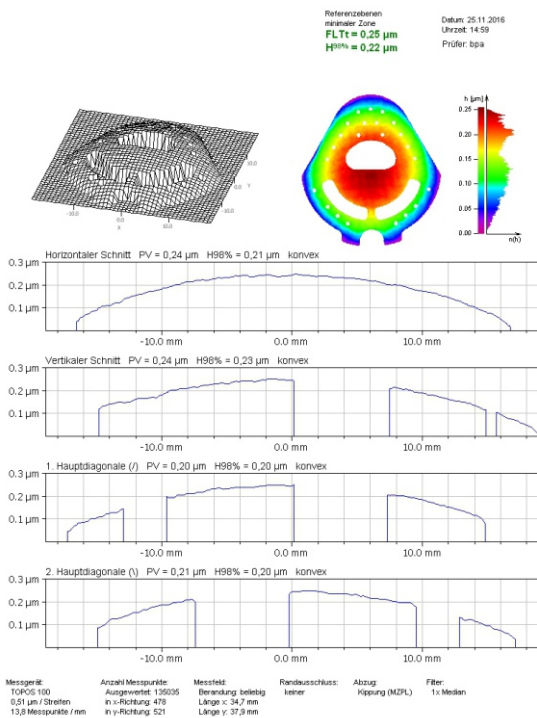 Referenzebenen
minimaler Zone
FLTt = 0,25 µm
H98% = 0,22 µm
Datum: 25.11.2016
Uhrzeit: 14:59
Prüfer: bpa
h [µm]
0.25
0.20
0.15
0.10
0.05
0.00
n(h)
-10.0
0.0
10.0
X
-10.0
0.0
10.0
Y
Horizontaler Schnitt PV = 0,24 µm H98% = 0,21 µm konvex
0.3 µm
0.2 µm
0.1 µm
-10.0 mm 0.0 mm 10.0 mm
Vertikaler Schnitt PV = 0,24 µm H98% = 0,23 µm konvex
0.3 µm
0.2 µm
0.1 µm
-10.0 mm 0.0 mm 10.0 mm
1. Hauptdiagonale (/) PV = 0,20 µm H98% = 0,20 µm konvex
0.3 µm
0.2 µm
0.1 µm
-10.0 mm 0.0 mm 10.0 mm
2. Hauptdiagonale (\) PV = 0,21 µm H98% = 0,20 µm konvex
0.3 µm
0.2 µm
0.1 µm
-10.0 mm 0.0 mm 10.0 mm
Messgerät:
TOPOS 100
0,51 µm / Streifen
13,8 Messpunkte / mm
Anzahl Messpunkte:
Ausgewertet: 135035
in x-Richtung: 478
in y-Richtung: 521
Messfeld:
Berandung: beliebig
Länge x: 34,7 mm
Länge y: 37,9 mm
Randausschluss:
keiner
Abzug:
Kippung (MZPL)
Filter:
1x Median